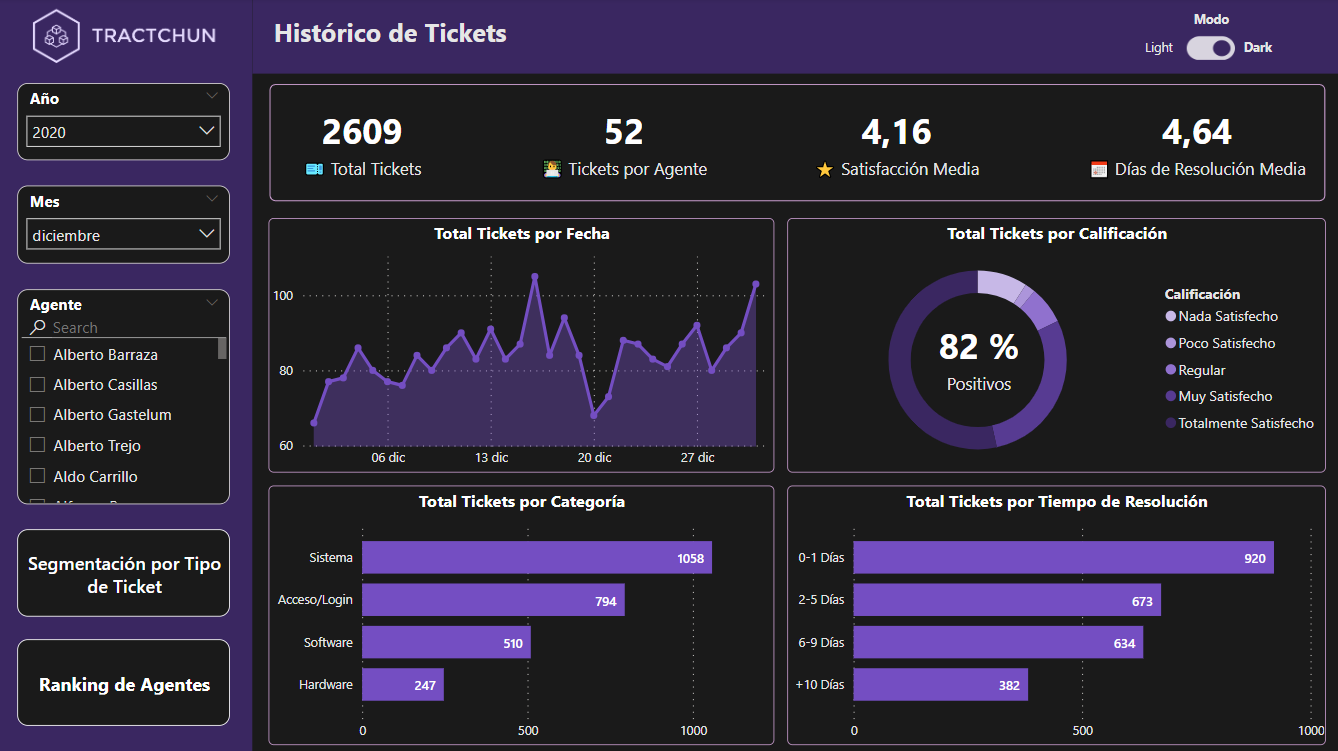 TRACTCHUN
Histórico de Tickets
Modo
Light
Dark
Año
2020
Mes
diciembre
Agente
Search
Alberto Barraza
Alberto Casillas
Alberto Gastelum
Alberto Trejo
Aldo Carrillo
Segmentación por Tipo
de Ticket
Ranking de Agentes
2609
Total Tickets
52
Tickets por Agente
4,16
Satisfacción Media
4,64
Días de Resolución Media
Total Tickets por Fecha
100
80
60
06 dic
13 dic
20 dic
27 dic
Total Tickets por Calificación
82 %
Positivos
Calificación
Nada Satisfecho
Poco Satisfecho
Regular
Muy Satisfecho
Totalmente Satisfecho
Total Tickets por Categoría
Sistema
1058
Acceso/Login
794
Software
510
Hardware
247
0
500
1000
Total Tickets por Tiempo de Resolución
0-1 Días
920
2-5 Días
673
6-9 Días
634
+10 Días
382
0
500
1000